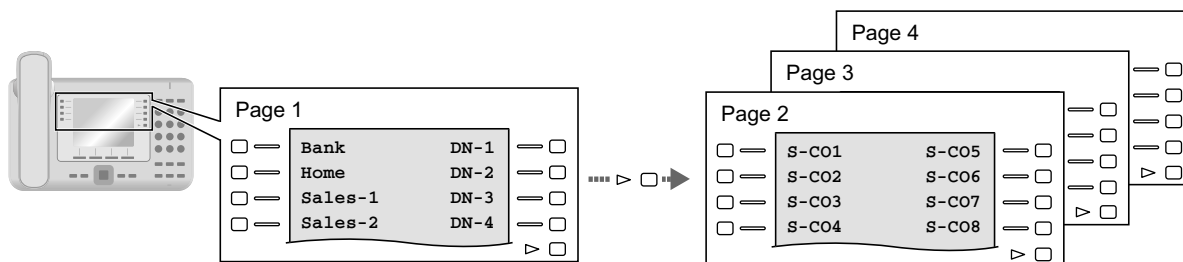 Page 1
Bank DN-1
Home DN-2
Sales-1 DN-3
Sales-2 DN-4
Page 4
Page 3
Page 2
S-CO1 S-CO5
S-CO2 S-CO6
S-CO3 S-CO7
S-CO4 S-CO8